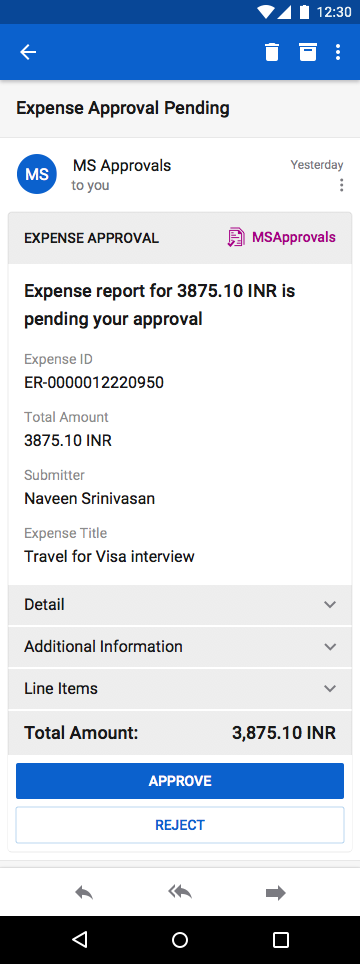 12:30
Expense Approval Pending
MS
MS Approvals
Yesterday
to you
EXPENSE APPROVAL
MSApprovals
Expense report for 3875.10 INR is
pending your approval
Expense ID
ER-0000012220950
Total Amount
3875.10 INR
Submitter
Naveen Srinivasan
Expense Title
Travel for Visa interview
Detail
Additional Information
Line Items
Total Amount: 3,875.10 INR
APPROVE
REJECT